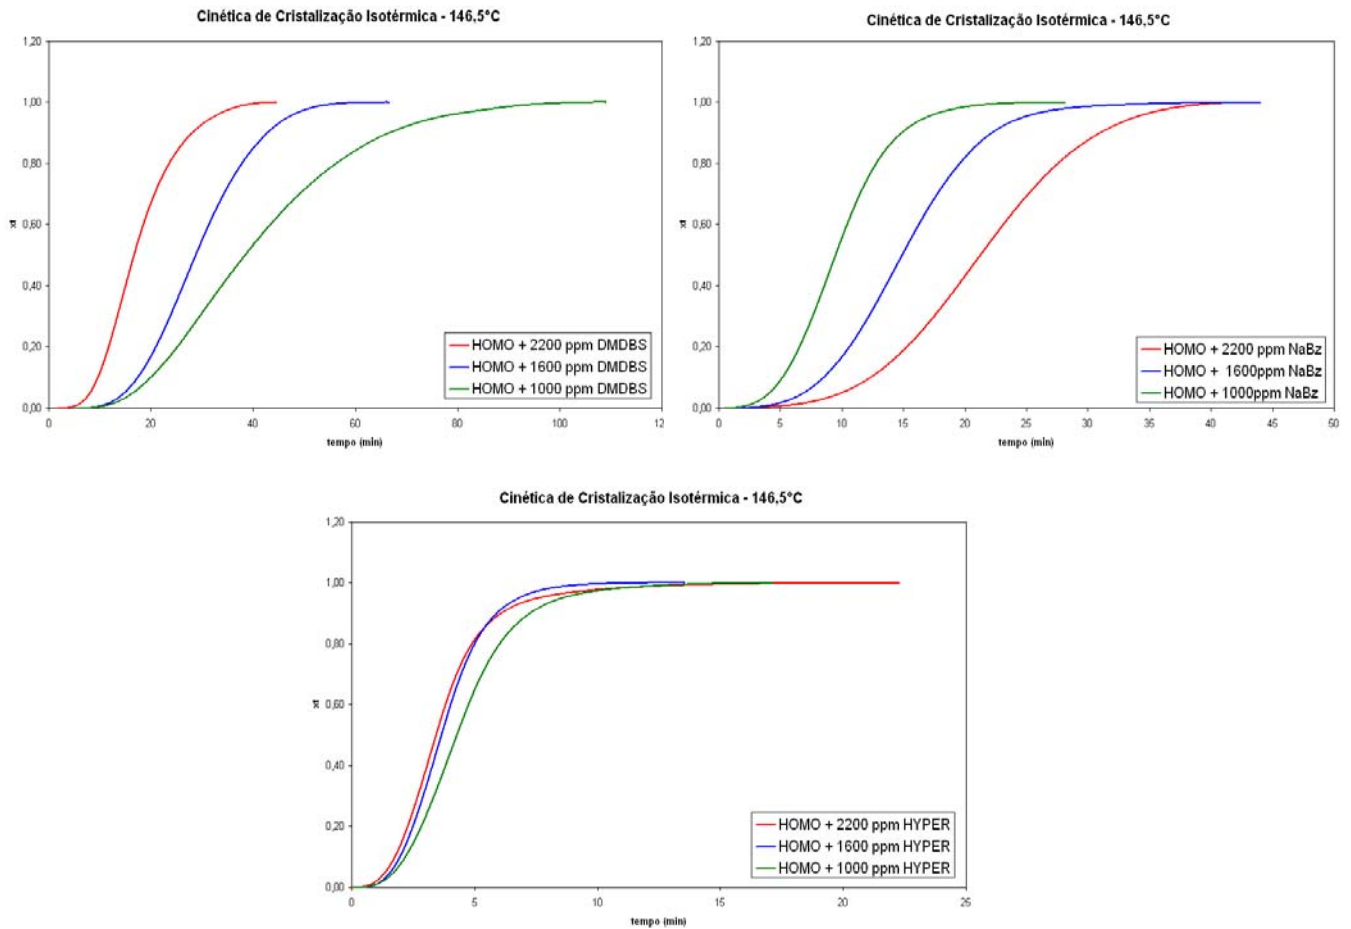 Cinética de Cristalização Isotérmica - 146,5°C
1,20
1,00
0,80
0,60
0,40
0,20
0,00
xt
0 20 40 60 80 100 12
tempo (min)
HOMO + 2200 ppm DMDBS
HOMO + 1600 ppm DMDBS
HOMO + 1000 ppm DMDBS
Cinética de Cristalização Isotérmica - 146,5°C
1,20
1,00
0,80
0,60
0,40
0,20
0,00
xt
0 5 10 15 20 25 30 35 40 45 50
tempo (min)
HOMO + 2200 ppm NaBz
HOMO + 1600ppm NaBz
HOMO + 1000ppm NaBz
Cinética de Cristalização Isotérmica - 146,5°C
1,20
1,00
0,80
0,60
0,40
0,20
0,00
xt
0 5 10 15 20 25
tempo (min)
HOMO + 2200 ppm HYPER
HOMO + 1600 ppm HYPER
HOMO + 1000 ppm HYPER